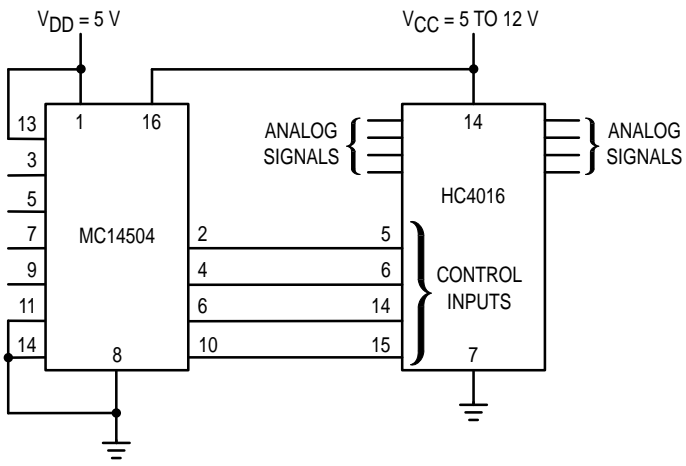 VDD = 5 V
VCC = 5 TO 12 V
13
1
16
3
5
7
9
11
14
MC14504
2
4
6
10
8
ANALOG
SIGNALS
14
ANALOG
SIGNALS
HC4016
5
6
14
15
CONTROL
INPUTS
7